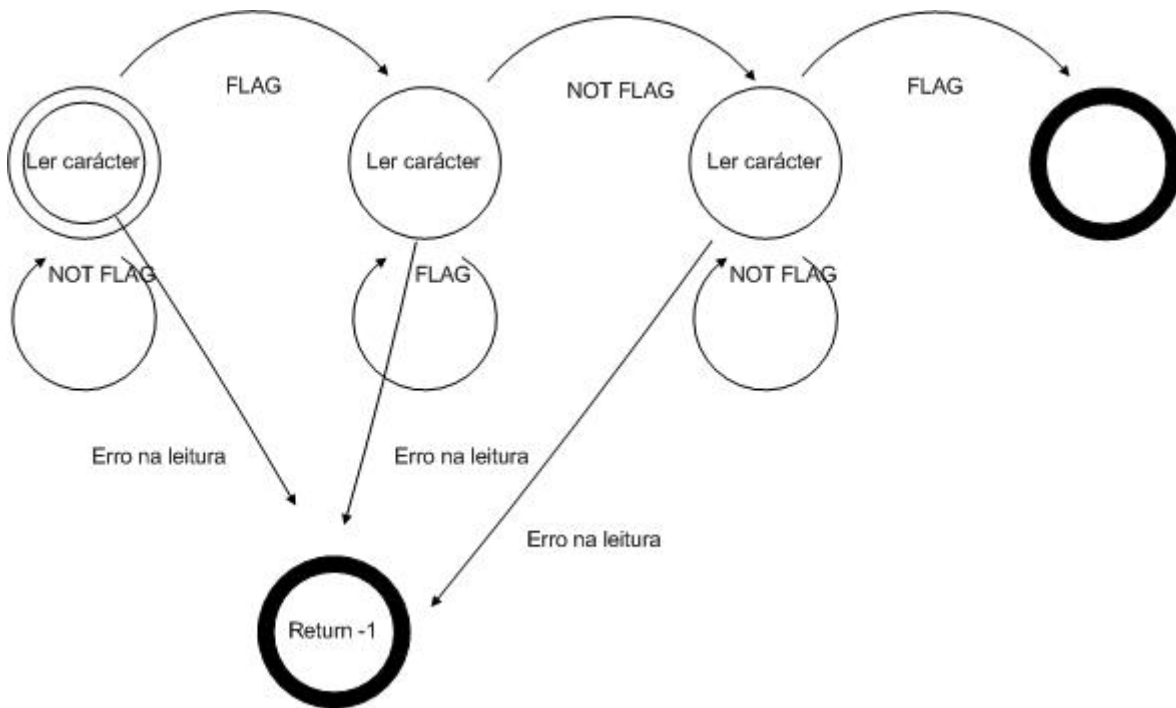 FLAG
NOT FLAG
FLAG
Ler carácter
Ler carácter
Ler carácter
NOT FLAG
FLAG
NOT FLAG
Erro na leitura
Erro na leitura
Erro na leitura
Return -1